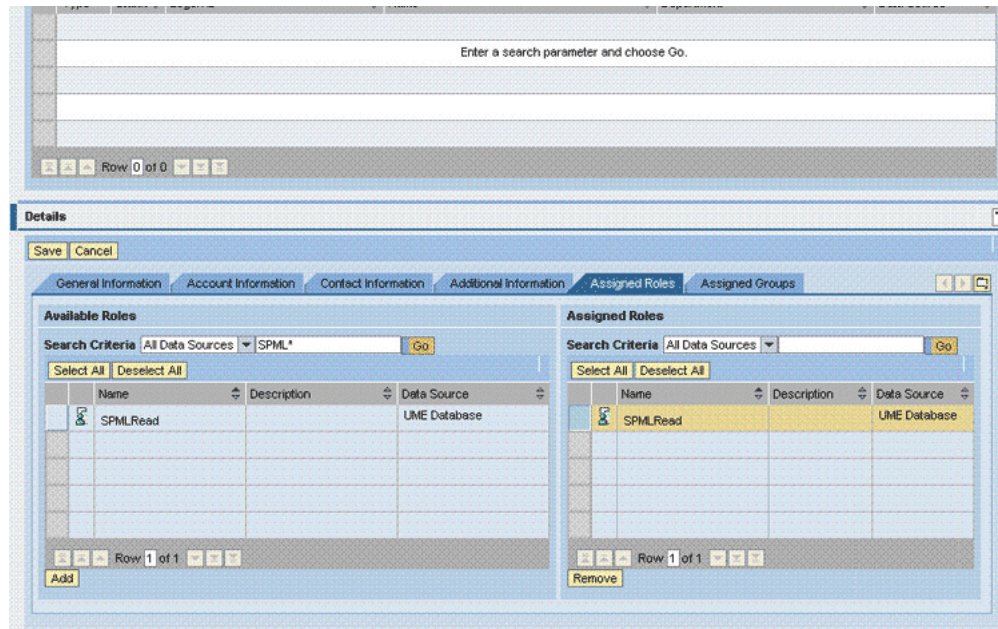 Enter a search parameter and choose Go.
Row 0 of 0
Details
Save Cancel
General Information Account Information Contact Information Additional Information Assigned Roles Assigned Groups
Available Roles
Search Criteria All Data Sources SPML* Go
Select All Deselect All
Name Description Data Source
SPMLRead UME Database
Row 1 of 1
Add
Assigned Roles
Search Criteria All Data Sources Go
Select All Deselect All
Name Description Data Source
SPMLRead UME Database
Row 1 of 1
Remove